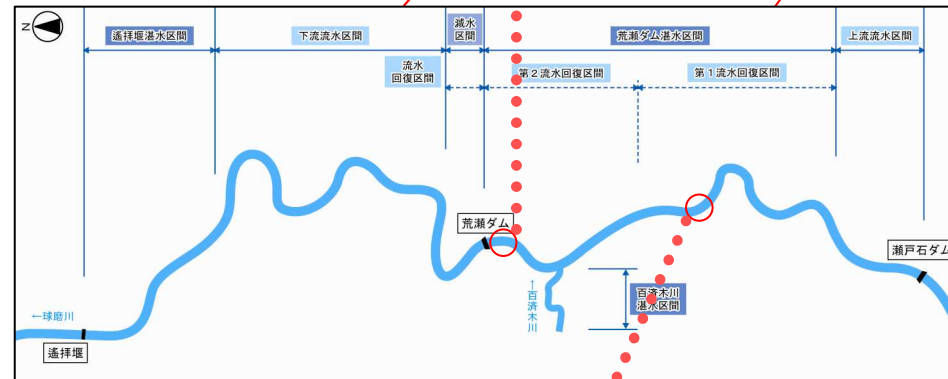 N
遙拝堰湛水区間
下流流水区間
減水
区間
荒瀬ダム湛水区間
上流流水区間
流水
回復区間
第2流水回復区間
第1流水回復区間
荒瀬ダム
瀬戸石ダム
←百済木川
百済木川
湛水区間
←球磨川
遙拝堰